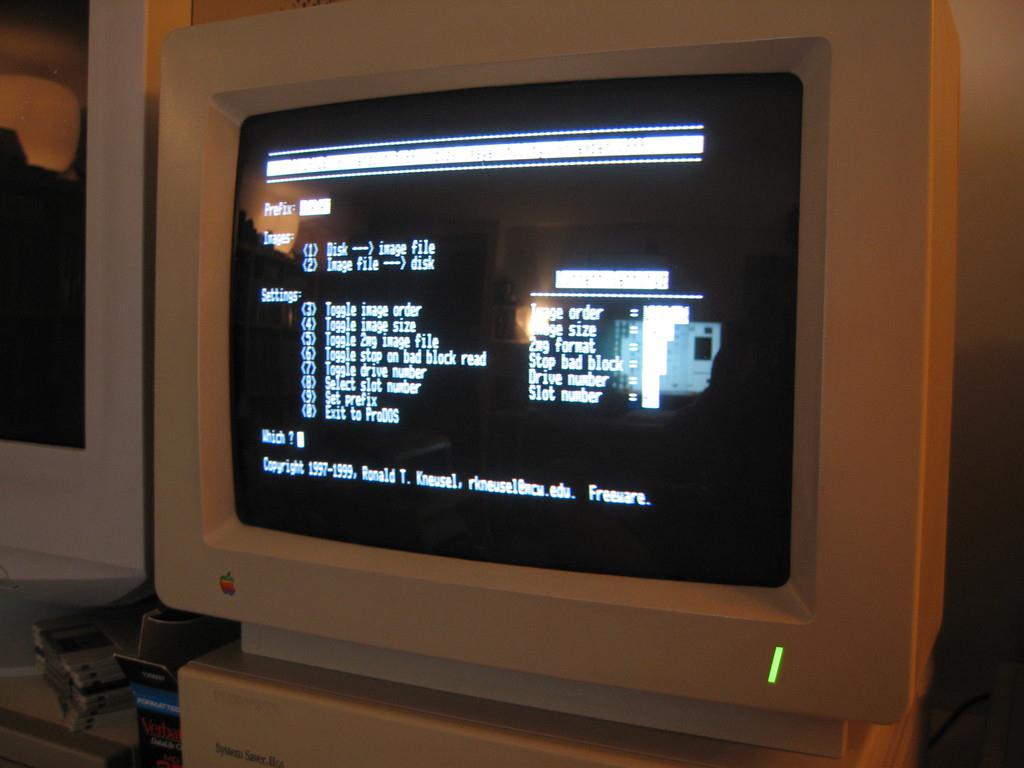 Prefix:
Images:
(1) Disk ---> image file
(2) Image file ---> disk
Settings:
(3) Toggle image order
(4) Toggle image size
(5) Toggle 2mg image file
(6) Toggle stop on bad block read
(7) Toggle drive number
(8) Select slot number
(9) Set prefix
(0) Exit to ProDOS
Image order =
Image size =
2mg format =
Stop bad block =
Drive number =
Slot number =
Which ?
Copyright 1997-1999, Ronald T. Kneusel, rkneusel@mcw.edu. Freeware.
FORMATTED
System Saver.